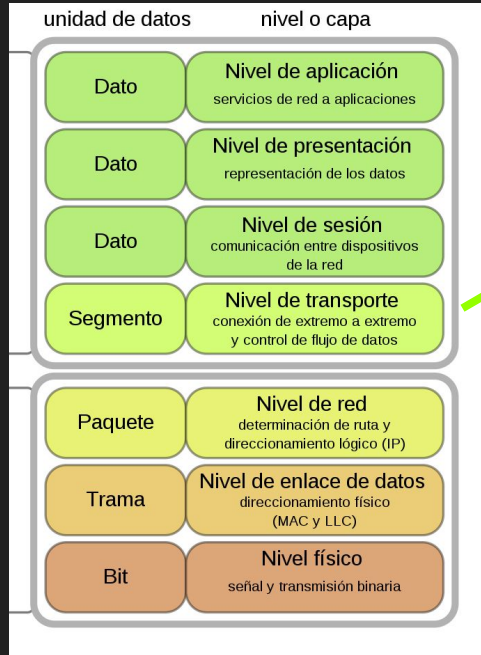 unidad de datos nivel o capa
Dato
Nivel de aplicación
servicios de red a aplicaciones
Dato
Nivel de presentación
representación de los datos
Dato
Nivel de sesión
comunicación entre dispositivos
de la red
Segmento
Nivel de transporte
conexión de extremo a extremo
y control de flujo de datos
Paquete
Nivel de red
determinación de ruta y
direccionamiento lógico (IP)
Trama
Nivel de enlace de datos
direccionamiento físico
(MAC y LLC)
Bit
Nivel físico
señal y transmisión binaria